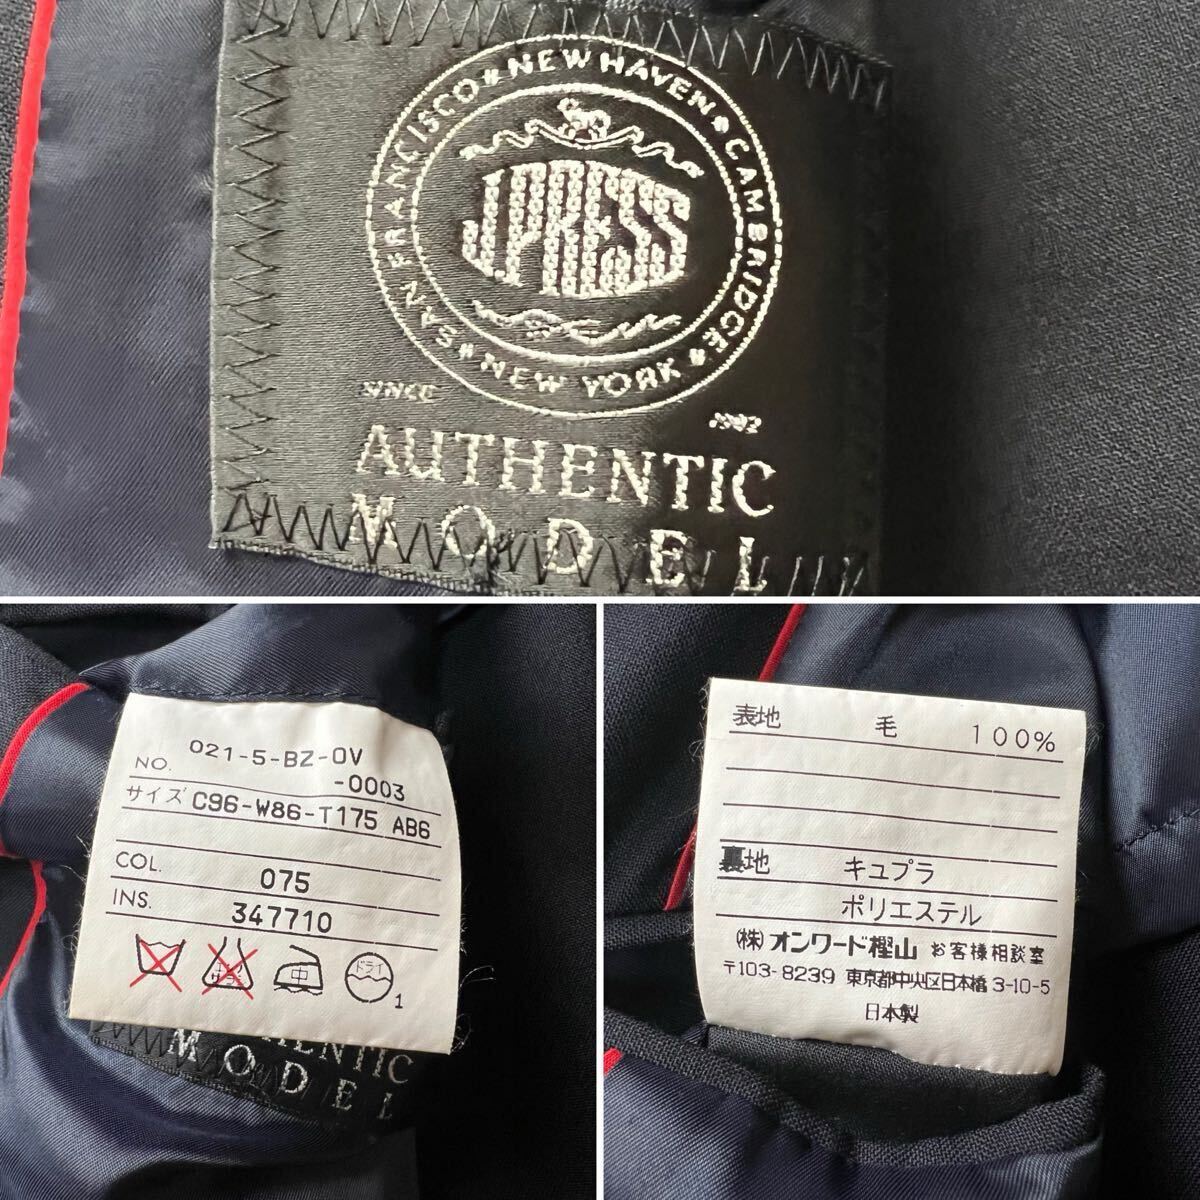 SAN FRANCISCO * NEW HAVEN * CAMBRIDGE * NEW YORK *
J.PRESS
SINCE 1902
AUTHENTIC
MODEL
NO. 021-5-BZ-OV
-0003
サイズ C96-W86-T175 AB6
COL. 075
INS. 347710
中
ドライ
1
HENTIC
MODEL
表地 毛 100%
裏地 キュプラ
ポリエステル
(株)オンワード樫山 お客様相談室
〒103-8239 東京都中央区日本橋3-10-5
日本製